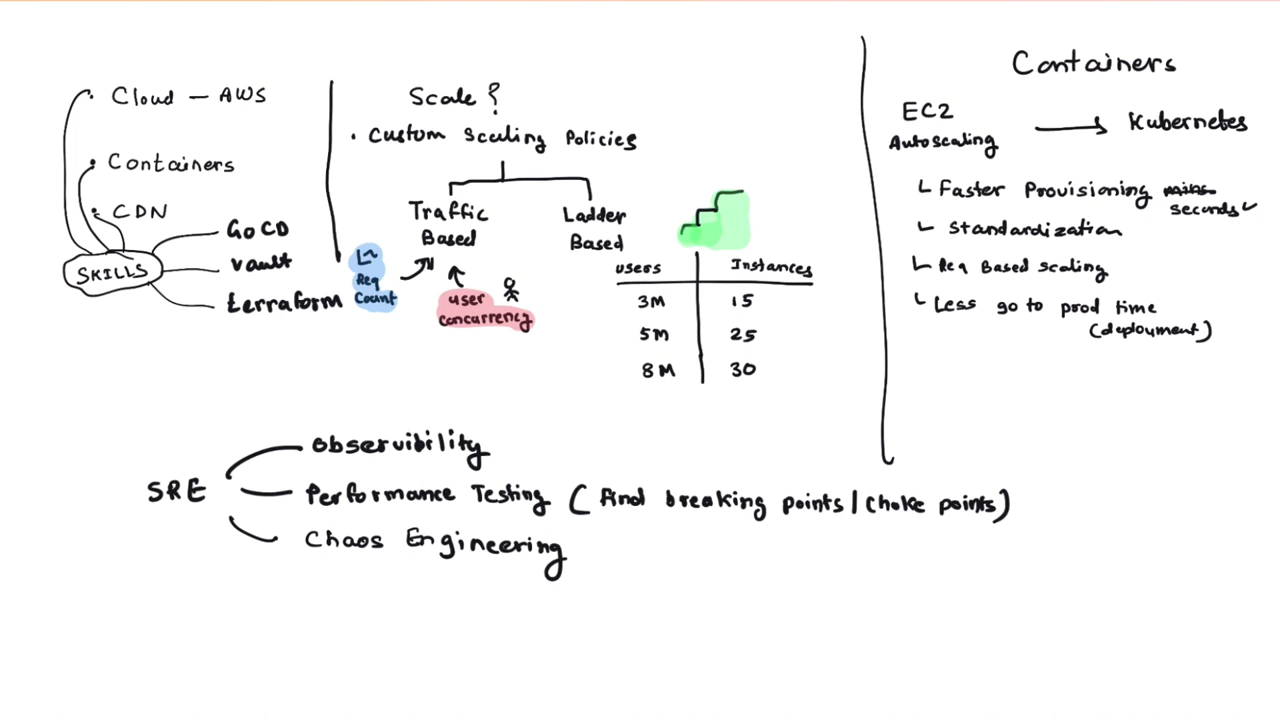 Cloud — AWS
Containers
CDN
SKILLS
GoCD
Vault
terraform
Scale ?
• Custom Scaling Policies
Traffic
Based
Ladder
Based
Req
Count
user
concurrency
users Instances
3M 15
5M 25
8M 30
Containers
EC2
Autoscaling
Kubernetes
Faster Provisioning mins
seconds
Standardization
Req Based scaling
Less go to prod time
(deployment)
SRE
Observibility
Performance Testing ( find breaking points / choke points)
Chaos Engineering